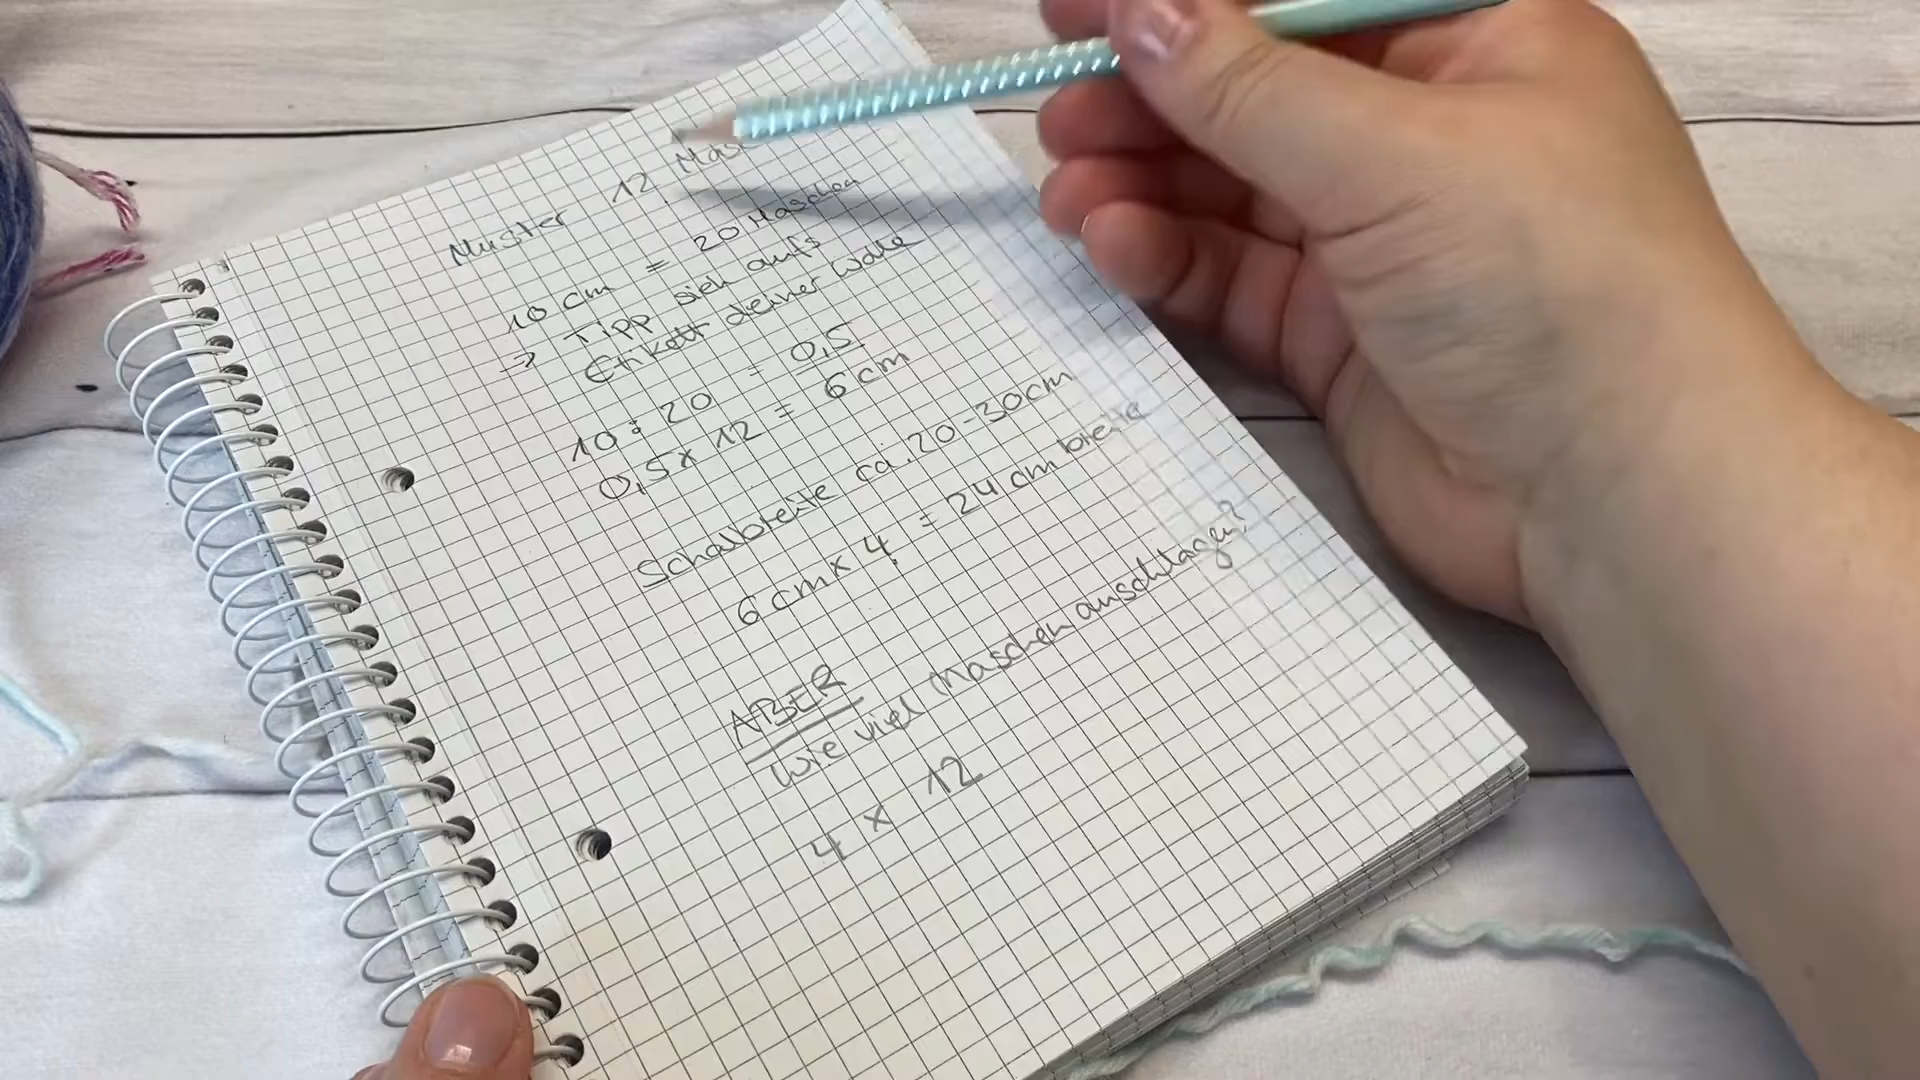 Muster 12 Mas
10 cm = 20 Maschen
=> Tipp sieh aufs
Etikett deiner Wolle
10 : 20 = 0,5
0,5 x 12 = 6 cm
Schalbreite ca. 20-30cm
6 cm x 4 = 24 cm breite
ABER
wie viel Maschen anschlagen?
4 x 12